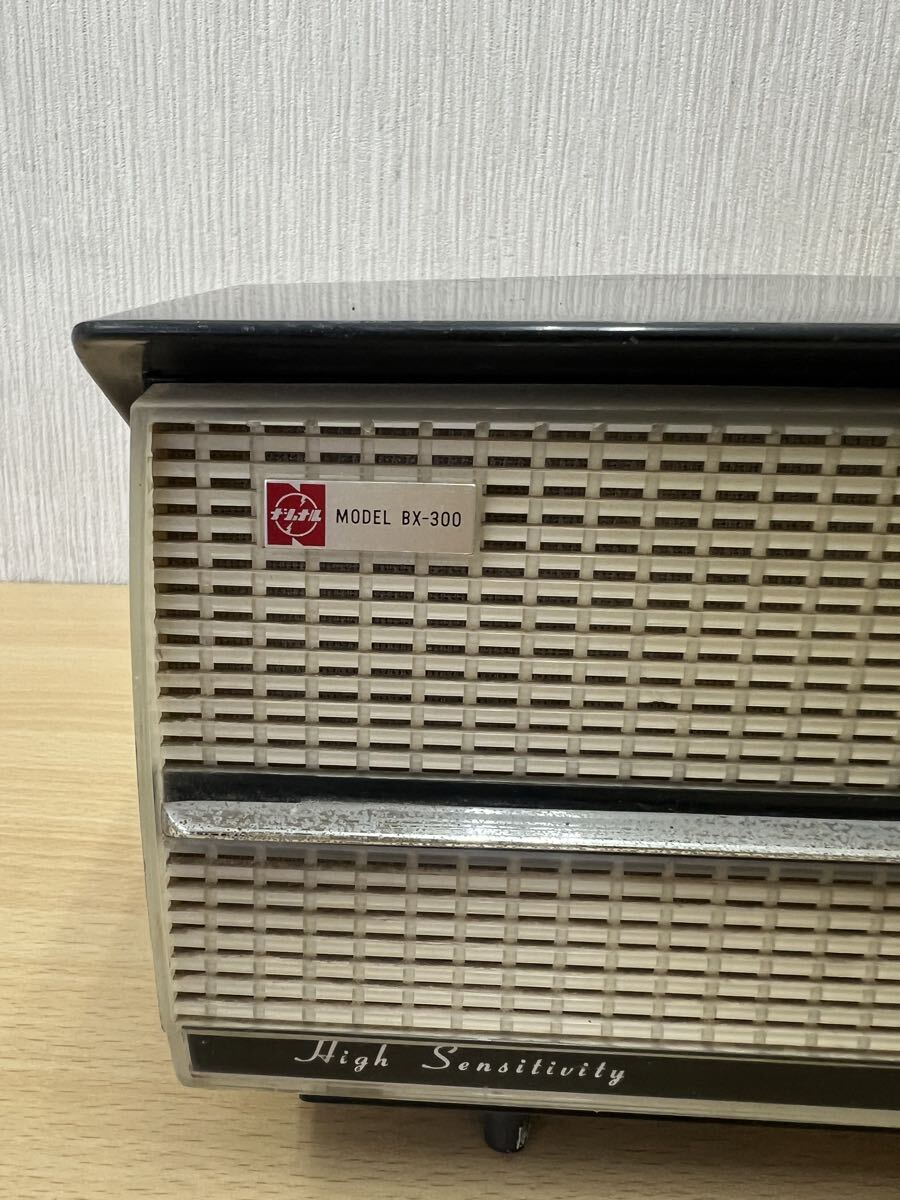 ナショナル MODEL BX-300
High Sensitivity